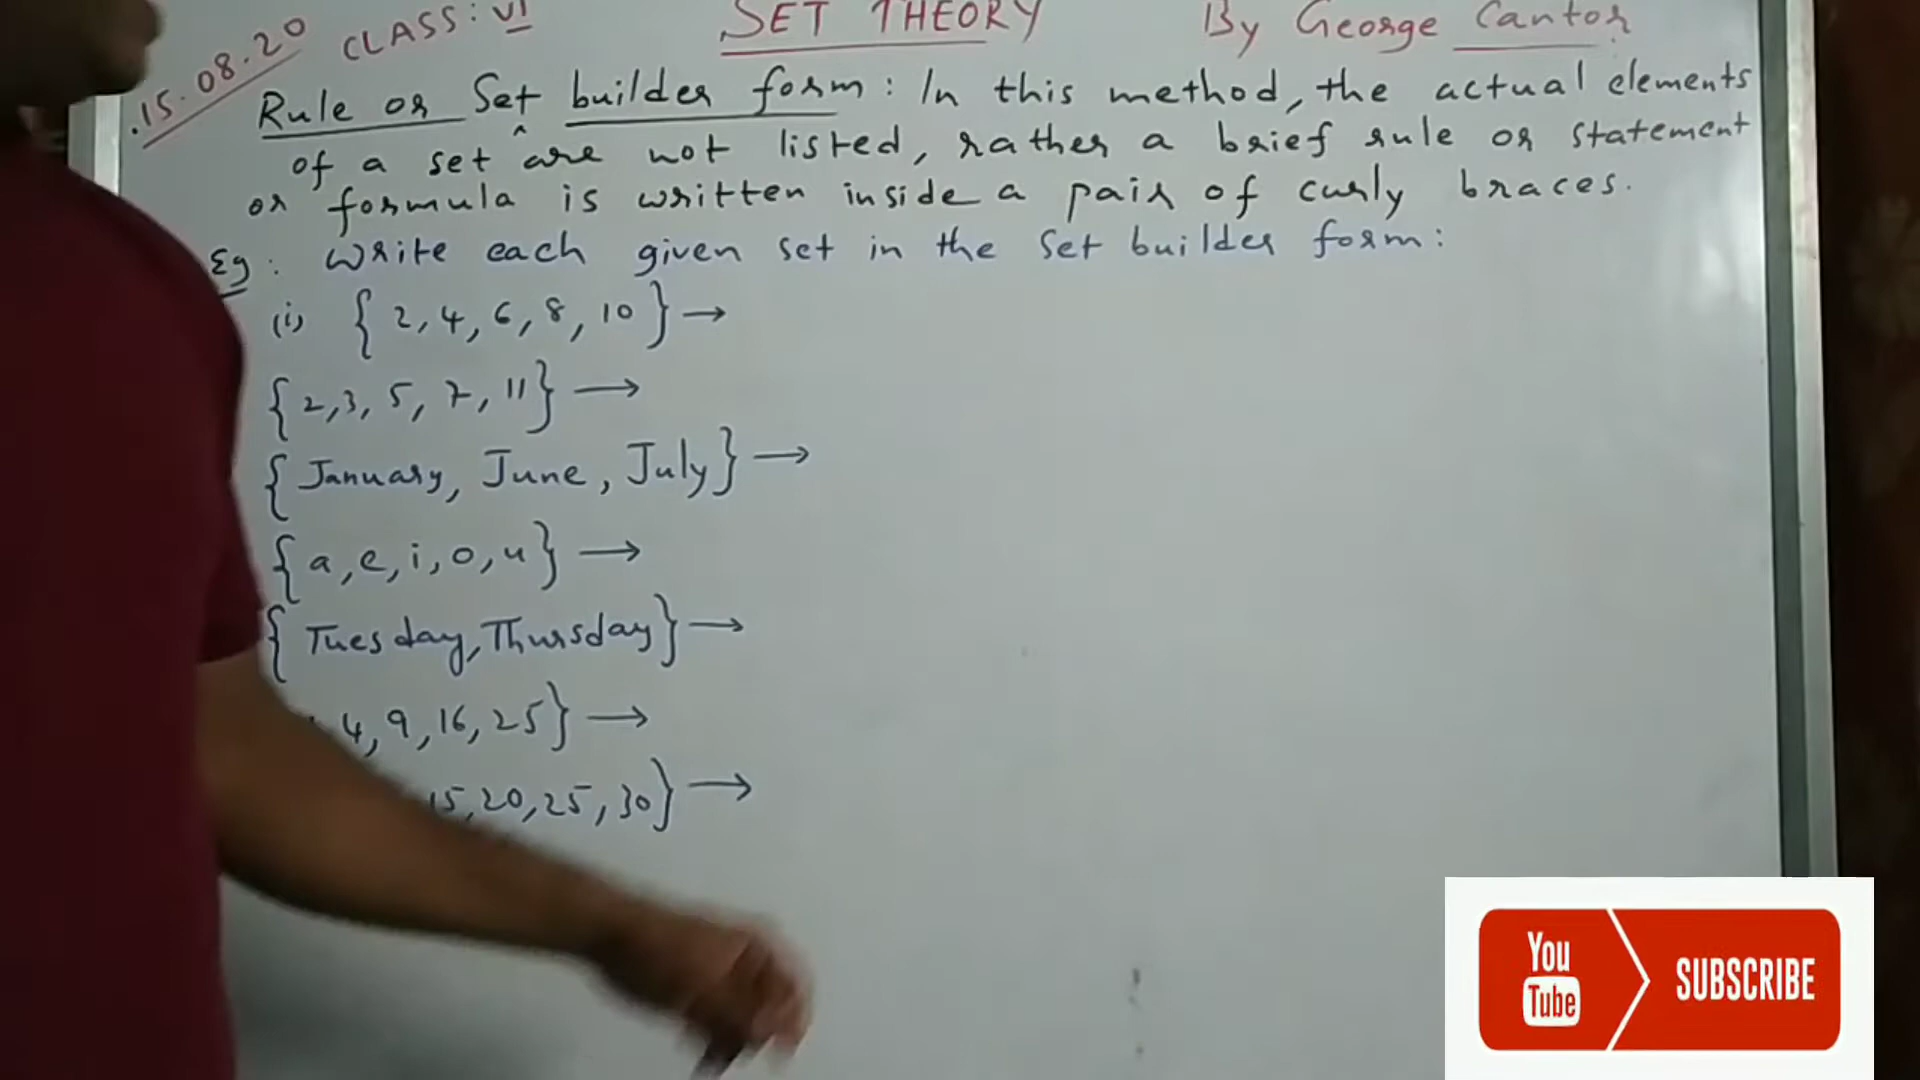 15.08.20 CLASS: VI SET THEORY By George Cantor
Rule or Set builder form: In this method, the actual elements
of a set are not listed, rather a brief rule or statement
or formula is written inside a pair of curly braces.
Eg: Write each given set in the set builder form:
(i) { 2, 4, 6, 8, 10 } →
{ 2, 3, 5, 7, 11 } →
{ January, June, July } →
{ a, e, i, o, u } →
{ Tuesday, Thursday } →
4, 9, 16, 25 } →
15, 20, 25, 30 } →
You
Tube
SUBSCRIBE